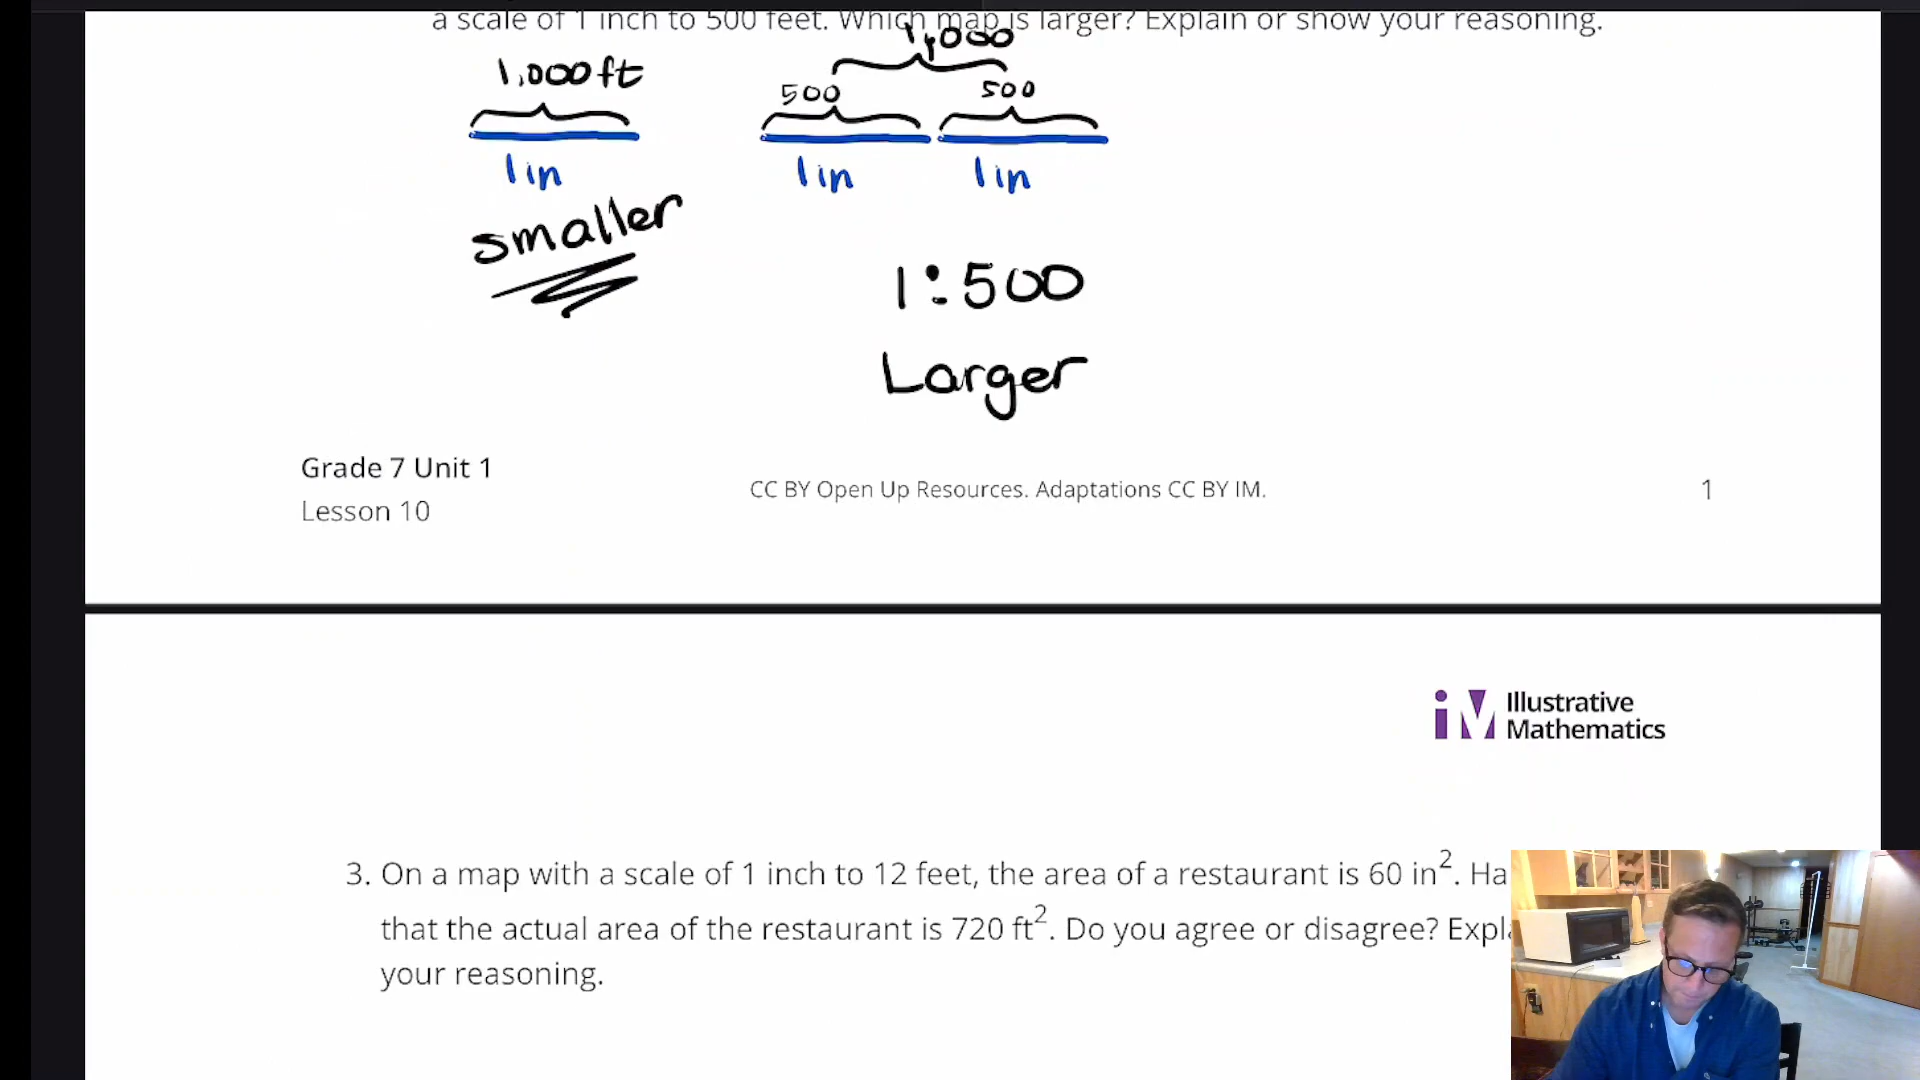 a scale of 1 inch to 500 feet. Which map is larger? Explain or show your reasoning.
1,000
1,000 ft
500
500
1 in
1 in
1 in
smaller
1:500
Larger
Grade 7 Unit 1
Lesson 10
CC BY Open Up Resources. Adaptations CC BY IM.
1
iM Illustrative
Mathematics
3. On a map with a scale of 1 inch to 12 feet, the area of a restaurant is 60 in². Ha
that the actual area of the restaurant is 720 ft². Do you agree or disagree? Expl
your reasoning.